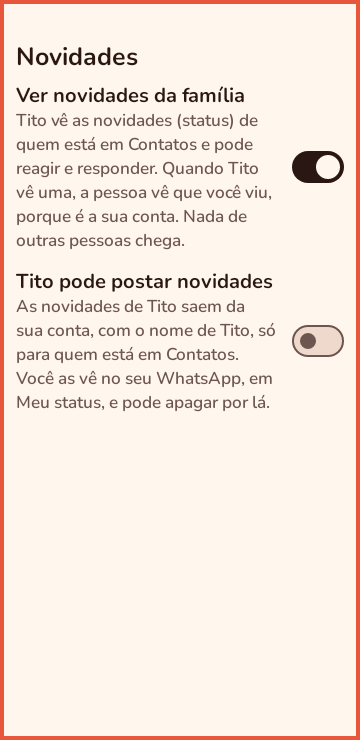 Novidades
Ver novidades da família
Tito vê as novidades (status) de
quem está em Contatos e pode
reagir e responder. Quando Tito
vê uma, a pessoa vê que você viu,
porque é a sua conta. Nada de
outras pessoas chega.
Tito pode postar novidades
As novidades de Tito saem da
sua conta, com o nome de Tito, só
para quem está em Contatos.
Você as vê no seu WhatsApp, em
Meu status, e pode apagar por lá.